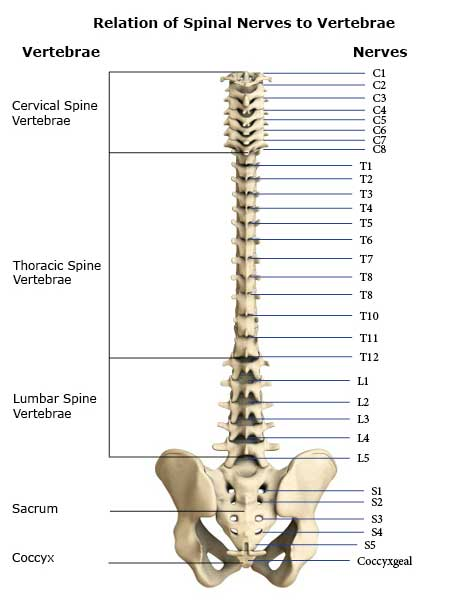 Relation of Spinal Nerves to Vertebrae
Vertebrae
Nerves
Cervical Spine
Vertebrae
Thoracic Spine
Vertebrae
Lumbar Spine
Vertebrae
Sacrum
Coccyx
C1
C2
C3
C4
C5
C6
C7
C8
T1
T2
T3
T4
T5
T6
T7
T8
T8
T10
T11
T12
L1
L2
L3
L4
L5
S1
S2
S3
S4
S5
Coccyxgeal